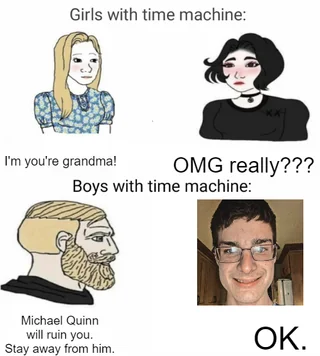 Girls with time machine:
I'm you're grandma!
OMG really???
Boys with time machine:
Michael Quinn
will ruin you.
Stay away from him.
OK.